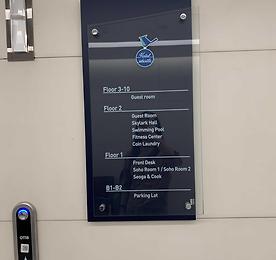 Hotel
Floor 3-10
Guest room
Floor 2
Guest Room
Skylark Hall
Swimming Pool
Fitness Center
Coin Laundry
Floor 1
Front Desk
Soho Room 1 / Soho Room 2
Seoga & Cook
B1-B2
Parking Lot
OTIS